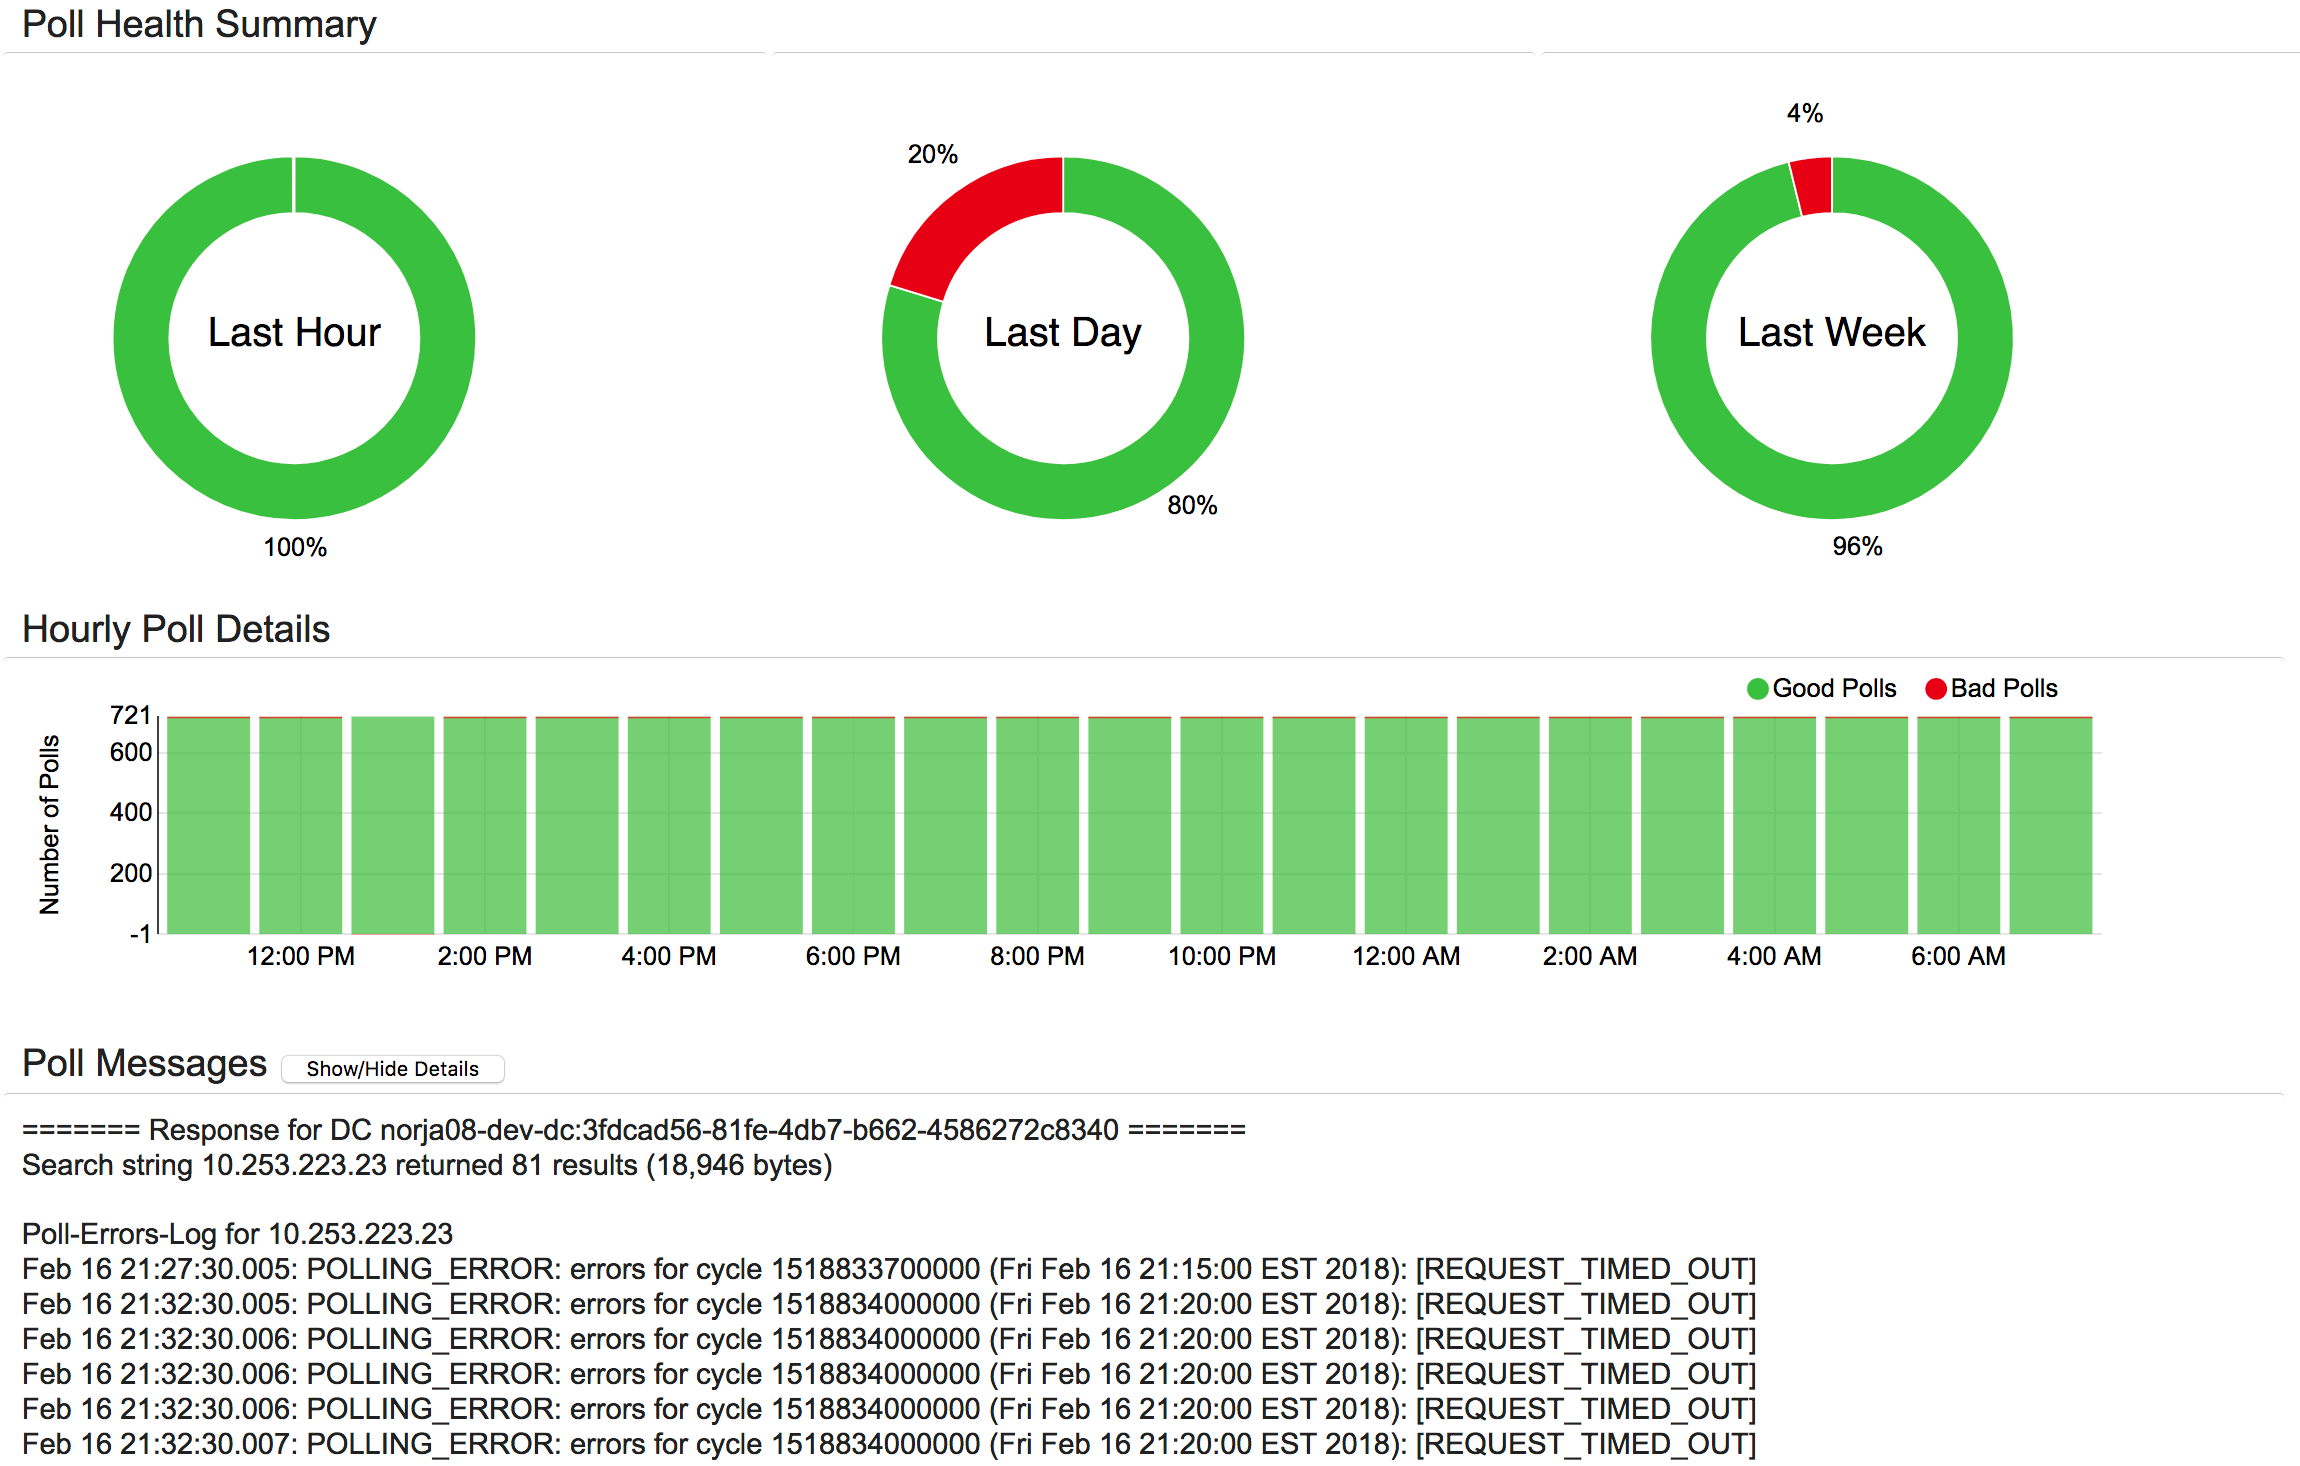 Poll Health Summary
4%
20%
Last Hour
Last Day
Last Week
80%
100%
96%
Hourly Poll Details
Good Polls
Bad Polls
Number of Polls
721
600
400
200
-1
12:00 PM
2:00 PM
4:00 PM
6:00 PM
8:00 PM
10:00 PM
12:00 AM
2:00 AM
4:00 AM
6:00 AM
Poll Messages
Show/Hide Details
======= Response for DC norja08-dev-dc:3fdcad56-81fe-4db7-b662-4586272c8340 =======
Search string 10.253.223.23 returned 81 results (18,946 bytes)
Poll-Errors-Log for 10.253.223.23
Feb 16 21:27:30.005: POLLING_ERROR: errors for cycle 1518833700000 (Fri Feb 16 21:15:00 EST 2018): [REQUEST_TIMED_OUT]
Feb 16 21:32:30.005: POLLING_ERROR: errors for cycle 1518834000000 (Fri Feb 16 21:20:00 EST 2018): [REQUEST_TIMED_OUT]
Feb 16 21:32:30.006: POLLING_ERROR: errors for cycle 1518834000000 (Fri Feb 16 21:20:00 EST 2018): [REQUEST_TIMED_OUT]
Feb 16 21:32:30.006: POLLING_ERROR: errors for cycle 1518834000000 (Fri Feb 16 21:20:00 EST 2018): [REQUEST_TIMED_OUT]
Feb 16 21:32:30.006: POLLING_ERROR: errors for cycle 1518834000000 (Fri Feb 16 21:20:00 EST 2018): [REQUEST_TIMED_OUT]
Feb 16 21:32:30.007: POLLING_ERROR: errors for cycle 1518834000000 (Fri Feb 16 21:20:00 EST 2018): [REQUEST_TIMED_OUT]